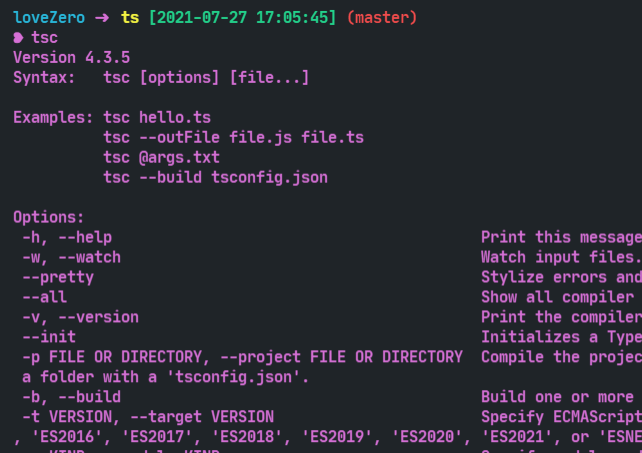 loveZero → ts [2021-07-27 17:05:45] (master)
❥ tsc
Version 4.3.5
Syntax:   tsc [options] [file...]
Examples: tsc hello.ts
          tsc --outFile file.js file.ts
          tsc @args.txt
          tsc --build tsconfig.json
Options:
 -h, --help                                         Print this message
 -w, --watch                                        Watch input files.
 --pretty                                           Stylize errors and
 --all                                              Show all compiler
 -v, --version                                      Print the compiler
 --init                                             Initializes a Type
 -p FILE OR DIRECTORY, --project FILE OR DIRECTORY  Compile the projec
 a folder with a 'tsconfig.json'.
 -b, --build                                        Build one or more
 -t VERSION, --target VERSION                       Specify ECMAScript
, 'ES2016', 'ES2017', 'ES2018', 'ES2019', 'ES2020', 'ES2021', or 'ESNE